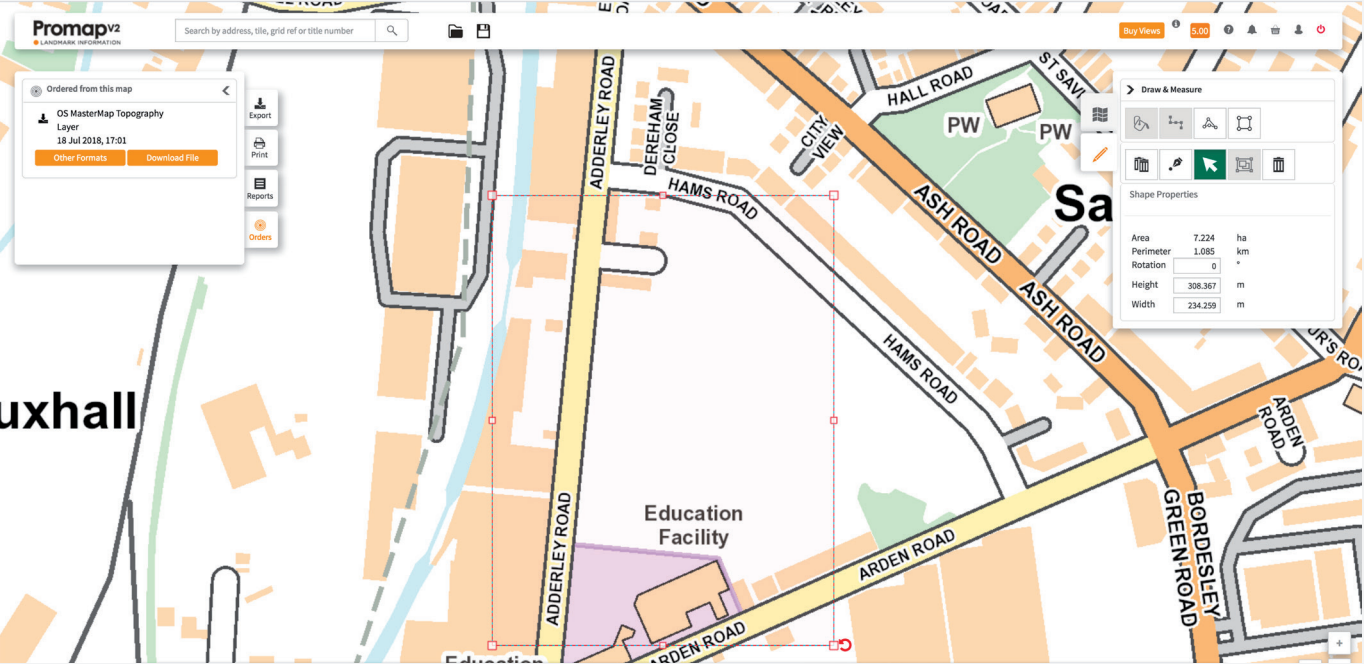 Promap V2
LANDMARK INFORMATION
Search by address, tile, grid ref or title number
Buy Views
5.00
Ordered from this map
OS MasterMap Topography
Layer
18 Jul 2018, 17:01
Other Formats
Download File
Export
Print
Reports
Orders
Draw & Measure
Shape Properties
Area 7.224 ha
Perimeter 1.085 km
Rotation 0 °
Height 308.367 m
Width 234.259 m
ADDERLEY ROAD
DEREHAM
CLOSE
CITY
VIEW
HALL ROAD
PW
PW
HAMS ROAD
ASH ROAD
ASH ROAD
HAMS ROAD
ARDEN
ROAD
Education
Facility
ADDERLEY ROAD
ARDEN ROAD
BORDESLEY
GREEN ROAD
ARDEN ROAD
Education